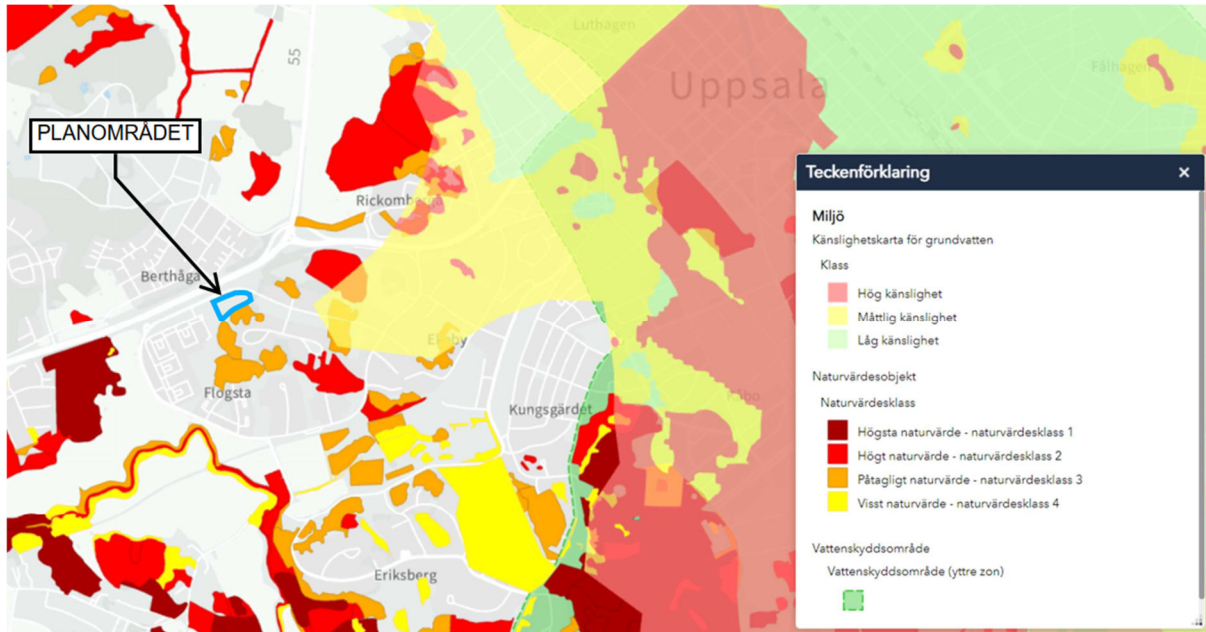 Luthagen
55
Uppsala
Fålhagen
PLANOMRÅDET
Teckenförklaring
Rickomberga
Miljö
Känslighetskarta för grundvatten
Klass
Berthåga
Hög känslighet
Måttlig känslighet
Låg känslighet
Ekeby
Naturvärdesobjekt
Flogsta
Kåbo
Naturvärdesklass
Kungsgärdet
Högsta naturvärde - naturvärdesklass 1
Högt naturvärde - naturvärdesklass 2
Påtagligt naturvärde - naturvärdesklass 3
Visst naturvärde - naturvärdesklass 4
Vattenskyddsområde
Vattenskyddsområde (yttre zon)
Eriksberg